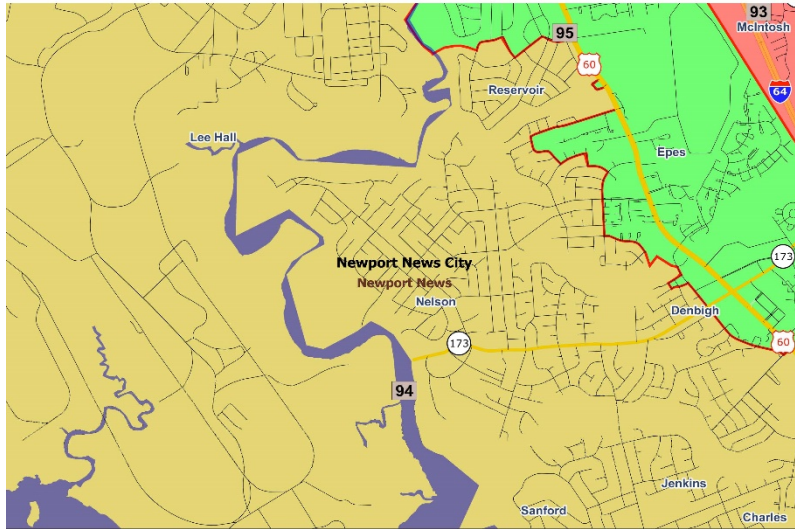 93
McIntosh
95
60
64
Reservoir
Lee Hall
Epes
173
Newport News City
Newport News
Nelson
Denbigh
173
60
94
Jenkins
Sanford
Charles